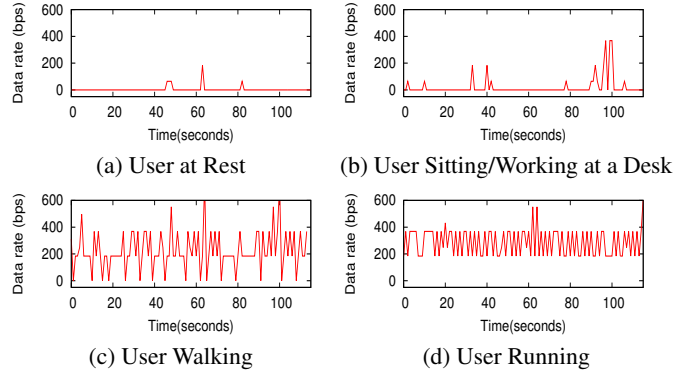 600
400
200
0
Data rate (bps)
0 20 40 60 80 100
Time(seconds)
(a) User at Rest
600
400
200
0
Data rate (bps)
0 20 40 60 80 100
Time(seconds)
(b) User Sitting/Working at a Desk
600
400
200
0
Data rate (bps)
0 20 40 60 80 100
Time(seconds)
(c) User Walking
600
400
200
0
Data rate (bps)
0 20 40 60 80 100
Time(seconds)
(d) User Running